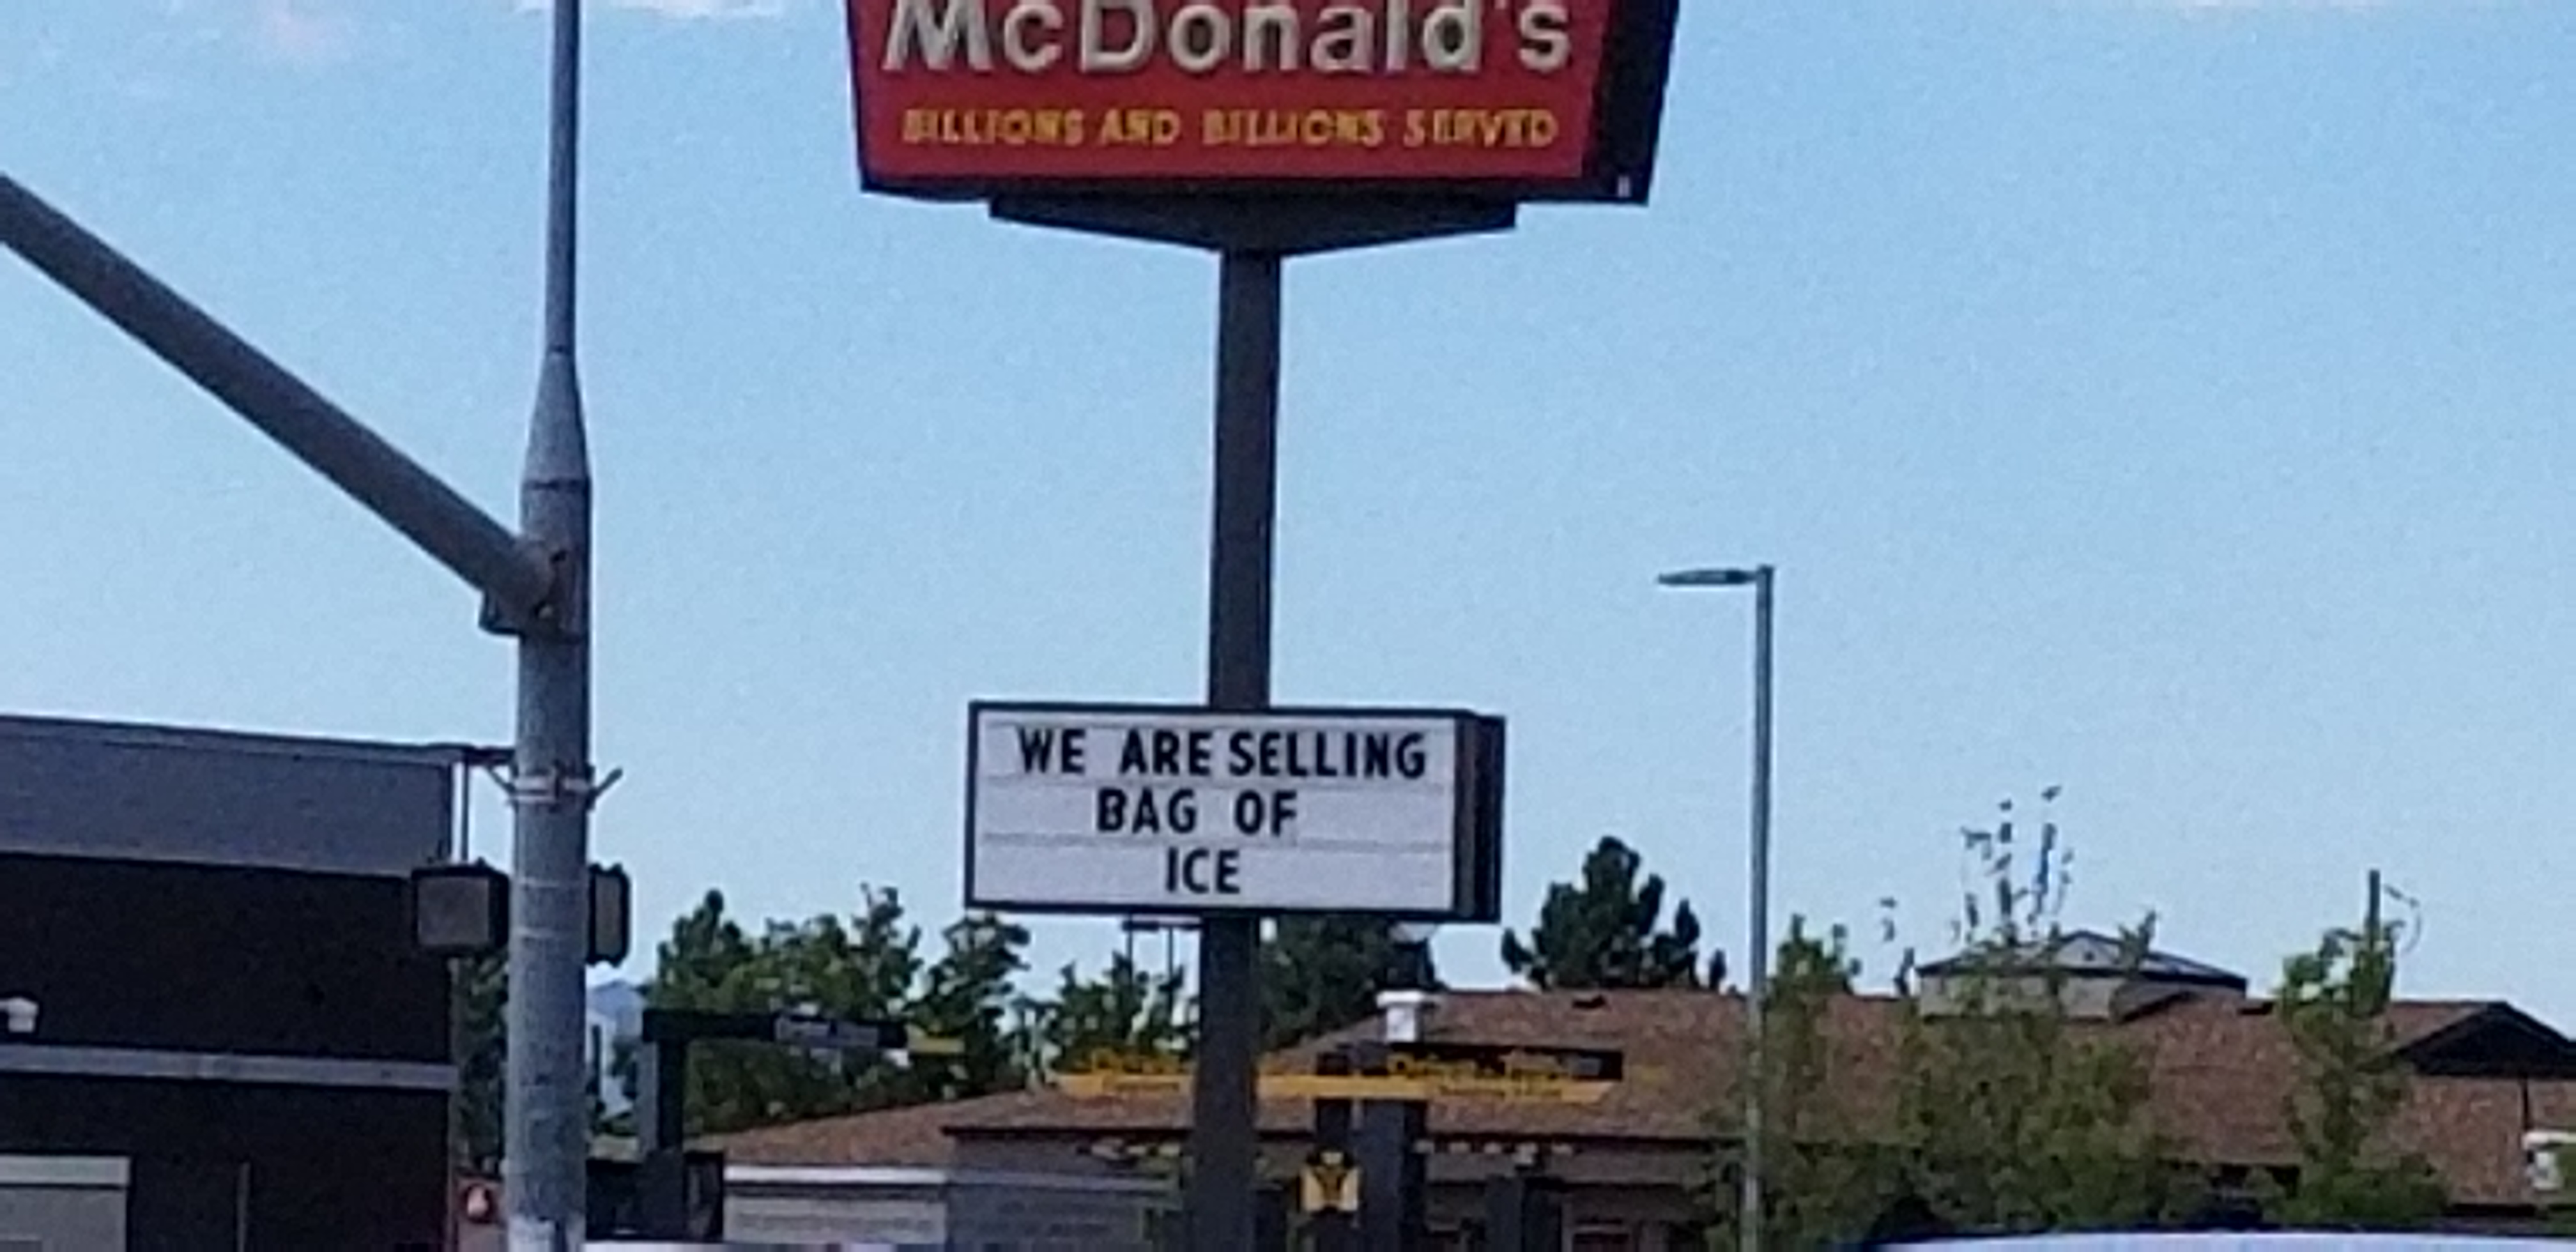 McDonald's
BILLIONS AND BILLIONS SERVED
WE ARE SELLING
BAG OF
ICE